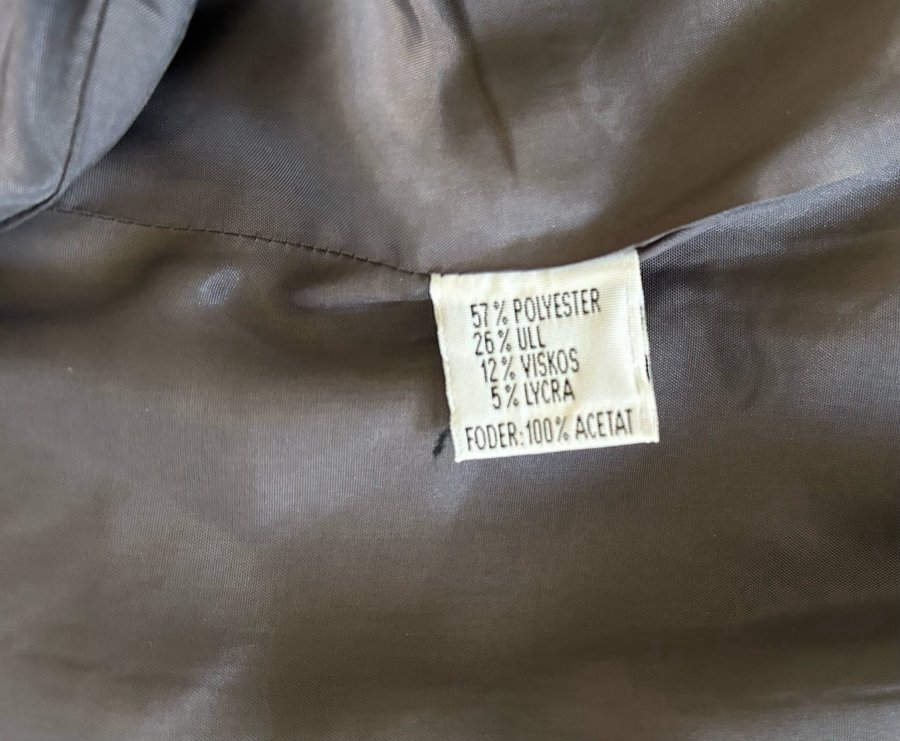 57% POLYESTER
26% ULL
12% VISKOS
5% LYCRA
FODER: 100% ACETAT